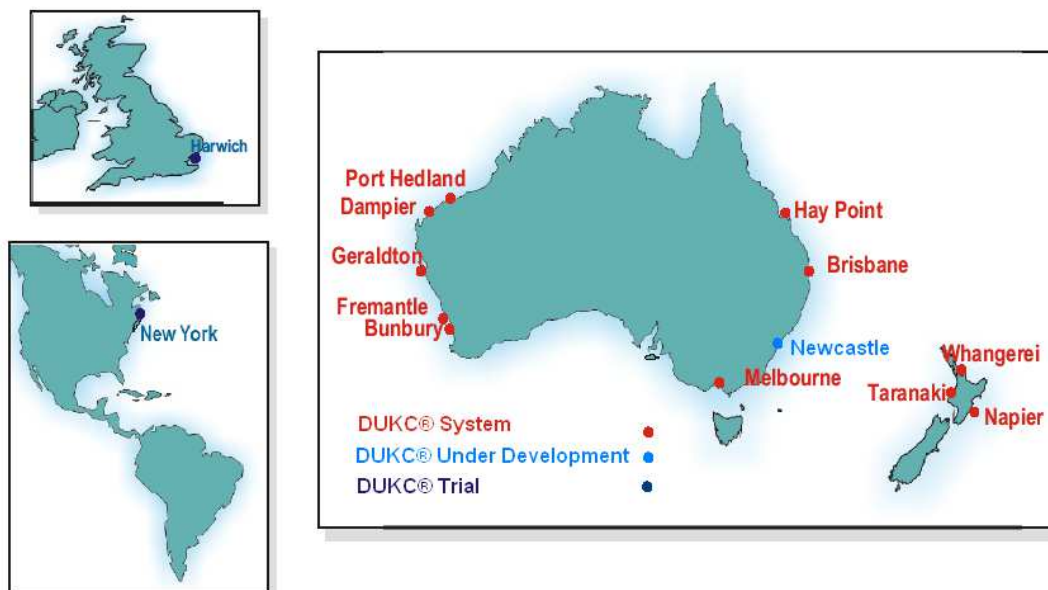 Harwich
New York
Port Hedland
Dampier
Geraldton
Fremantle
Bunbury
Hay Point
Brisbane
Newcastle
Melbourne
Whangerei
Taranaki
Napier
DUKC® System
DUKC® Under Development
DUKC® Trial